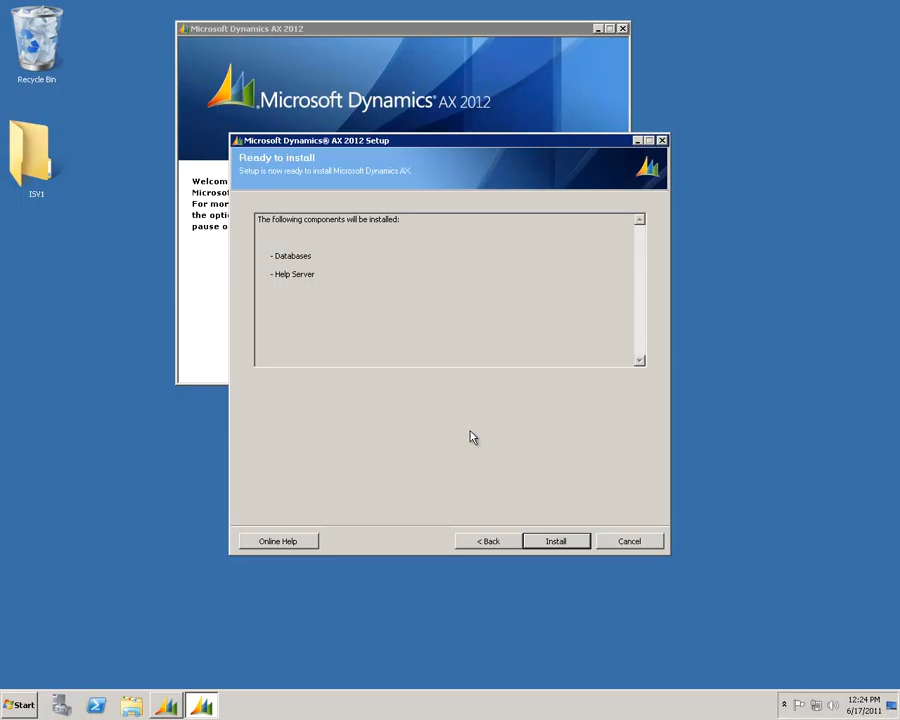 Recycle Bin
ISV1
Microsoft Dynamics AX 2012
Microsoft Dynamics® AX 2012
Welcom
Microsof
For mor
the optio
pause o
Microsoft Dynamics® AX 2012 Setup
Ready to install
Setup is now ready to install Microsoft Dynamics AX.
The following components will be installed:
- Databases
- Help Server
Online Help
< Back
Install
Cancel
Start
12:24 PM
6/17/2011